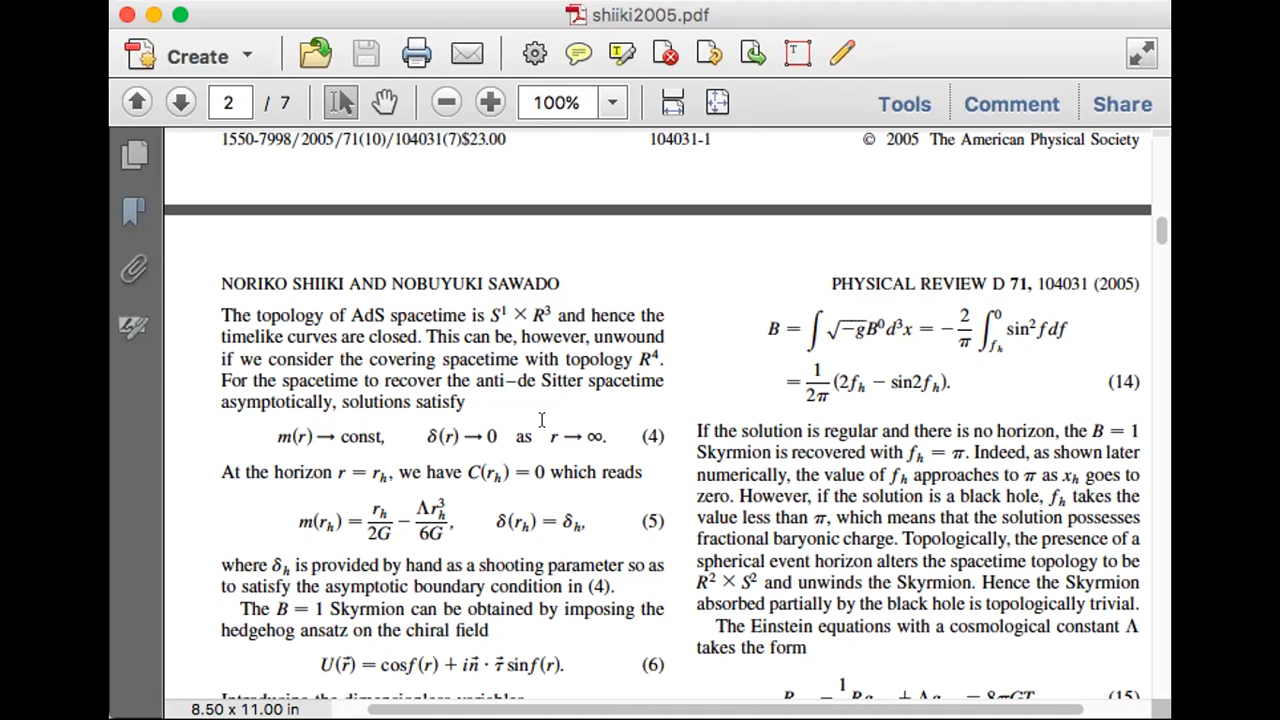 shiiki2005.pdf
Create
2 / 7
100%
Tools
Comment
Share
1550-7998/2005/71(10)/104031(7)$23.00
104031-1
© 2005 The American Physical Society
NORIKO SHIIKI AND NOBUYUKI SAWADO
PHYSICAL REVIEW D 71, 104031 (2005)
The topology of AdS spacetime is S¹ × R³ and hence the
timelike curves are closed. This can be, however, unwound
if we consider the covering spacetime with topology R⁴.
For the spacetime to recover the anti–de Sitter spacetime
asymptotically, solutions satisfy
m(r) → const, δ(r) → 0 as r → ∞. (4)
At the horizon r = r_h, we have C(r_h) = 0 which reads
m(r_h) = r_h/2G − Λr_h³/6G, δ(r_h) = δ_h, (5)
where δ_h is provided by hand as a shooting parameter so as
to satisfy the asymptotic boundary condition in (4).
The B = 1 Skyrmion can be obtained by imposing the
hedgehog ansatz on the chiral field
U(r⃗) = cosf(r) + in⃗ · τ⃗ sinf(r). (6)
Introducing the dimensionless variables
B = ∫ √−g B⁰d³x = −2/π ∫_{f_h}^0 sin²fdf
= 1/2π (2f_h − sin2f_h). (14)
If the solution is regular and there is no horizon, the B = 1
Skyrmion is recovered with f_h = π. Indeed, as shown later
numerically, the value of f_h approaches to π as x_h goes to
zero. However, if the solution is a black hole, f_h takes the
value less than π, which means that the solution possesses
fractional baryonic charge. Topologically, the presence of a
spherical event horizon alters the spacetime topology to be
R² × S² and unwinds the Skyrmion. Hence the Skyrmion
absorbed partially by the black hole is topologically trivial.
The Einstein equations with a cosmological constant Λ
takes the form
(15)
8.50 x 11.00 in